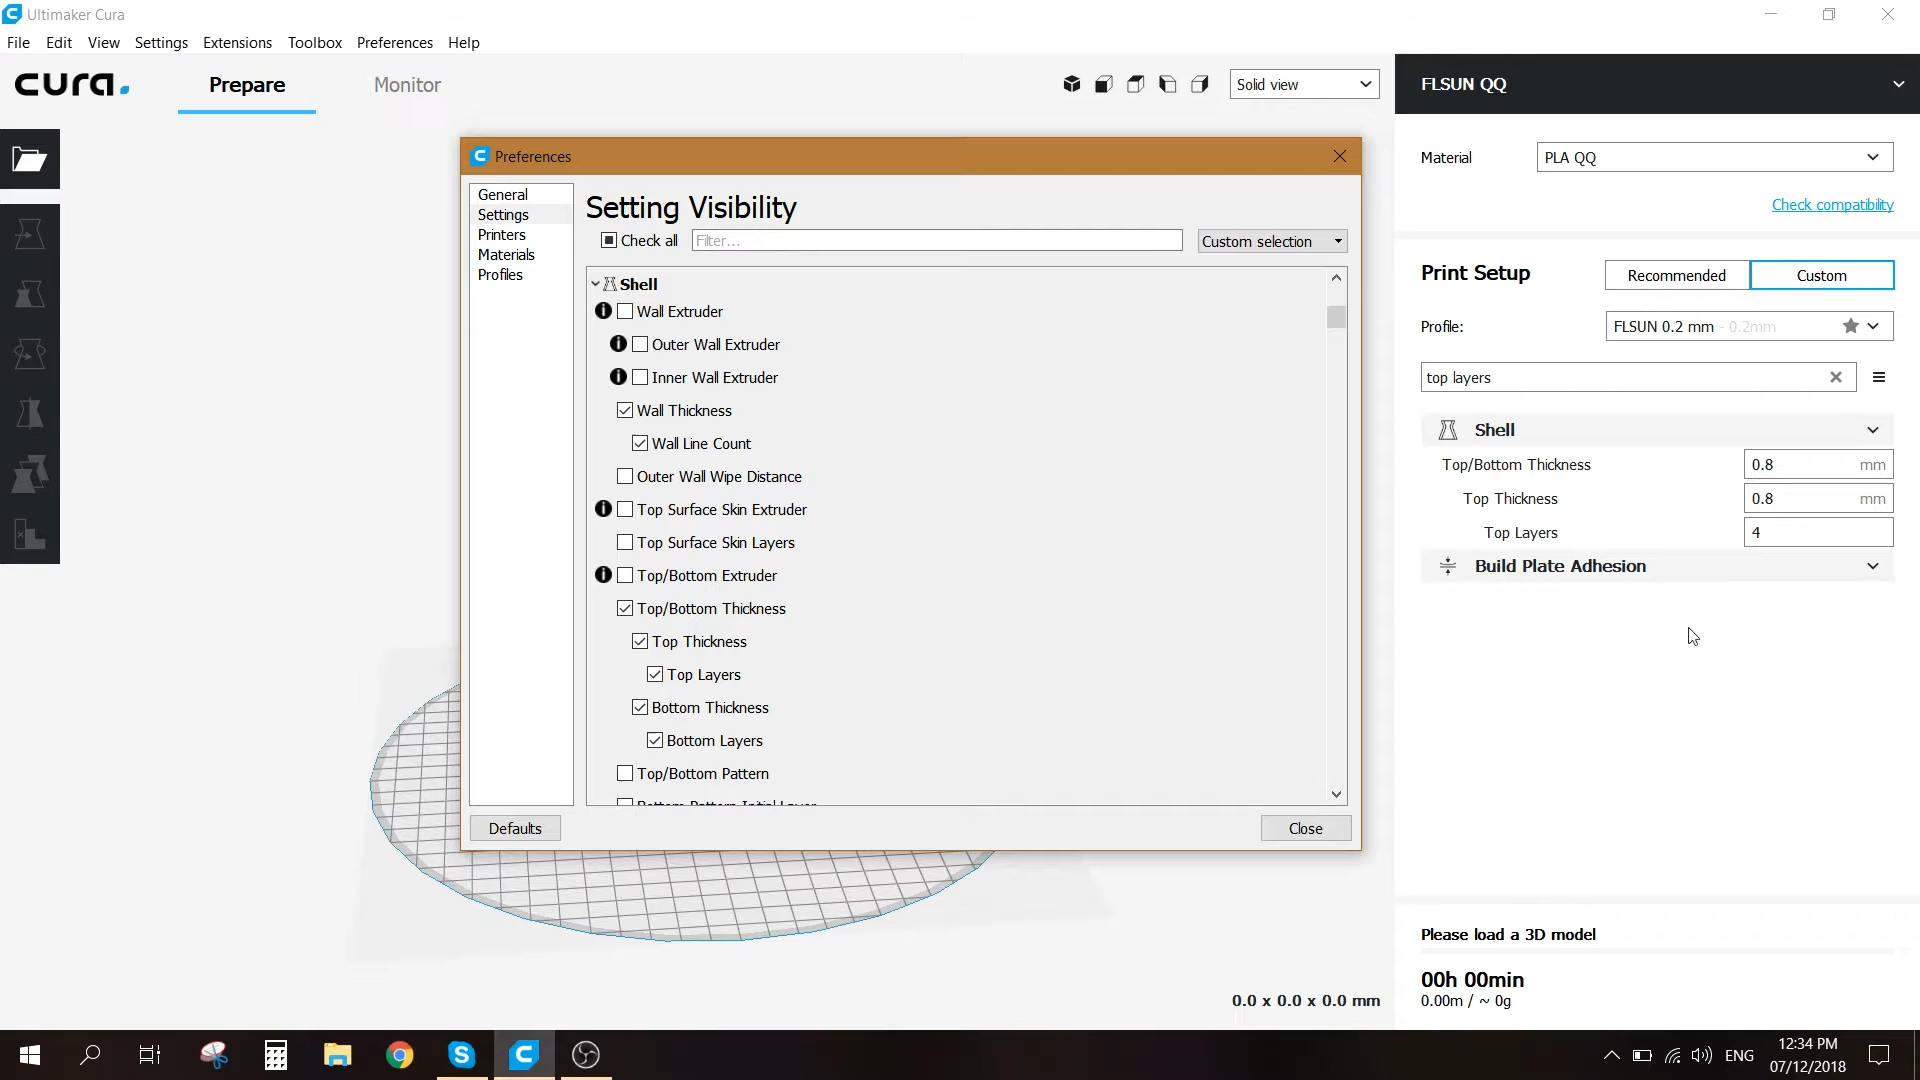 Ultimaker Cura
File Edit View Settings Extensions Toolbox Preferences Help
cura.
Prepare
Monitor
Solid view
FLSUN QQ
Preferences
General
Settings
Printers
Materials
Profiles
Setting Visibility
Check all
Filter...
Custom selection
Shell
Wall Extruder
Outer Wall Extruder
Inner Wall Extruder
Wall Thickness
Wall Line Count
Outer Wall Wipe Distance
Top Surface Skin Extruder
Top Surface Skin Layers
Top/Bottom Extruder
Top/Bottom Thickness
Top Thickness
Top Layers
Bottom Thickness
Bottom Layers
Top/Bottom Pattern
Bottom Pattern Initial Layer
Defaults
Close
Material
PLA QQ
Check compatibility
Print Setup
Recommended
Custom
Profile:
FLSUN 0.2 mm - 0.2mm
top layers
Shell
Top/Bottom Thickness 0.8 mm
Top Thickness 0.8 mm
Top Layers 4
Build Plate Adhesion
Please load a 3D model
00h 00min
0.00m / ~ 0g
0.0 x 0.0 x 0.0 mm
ENG
12:34 PM
07/12/2018